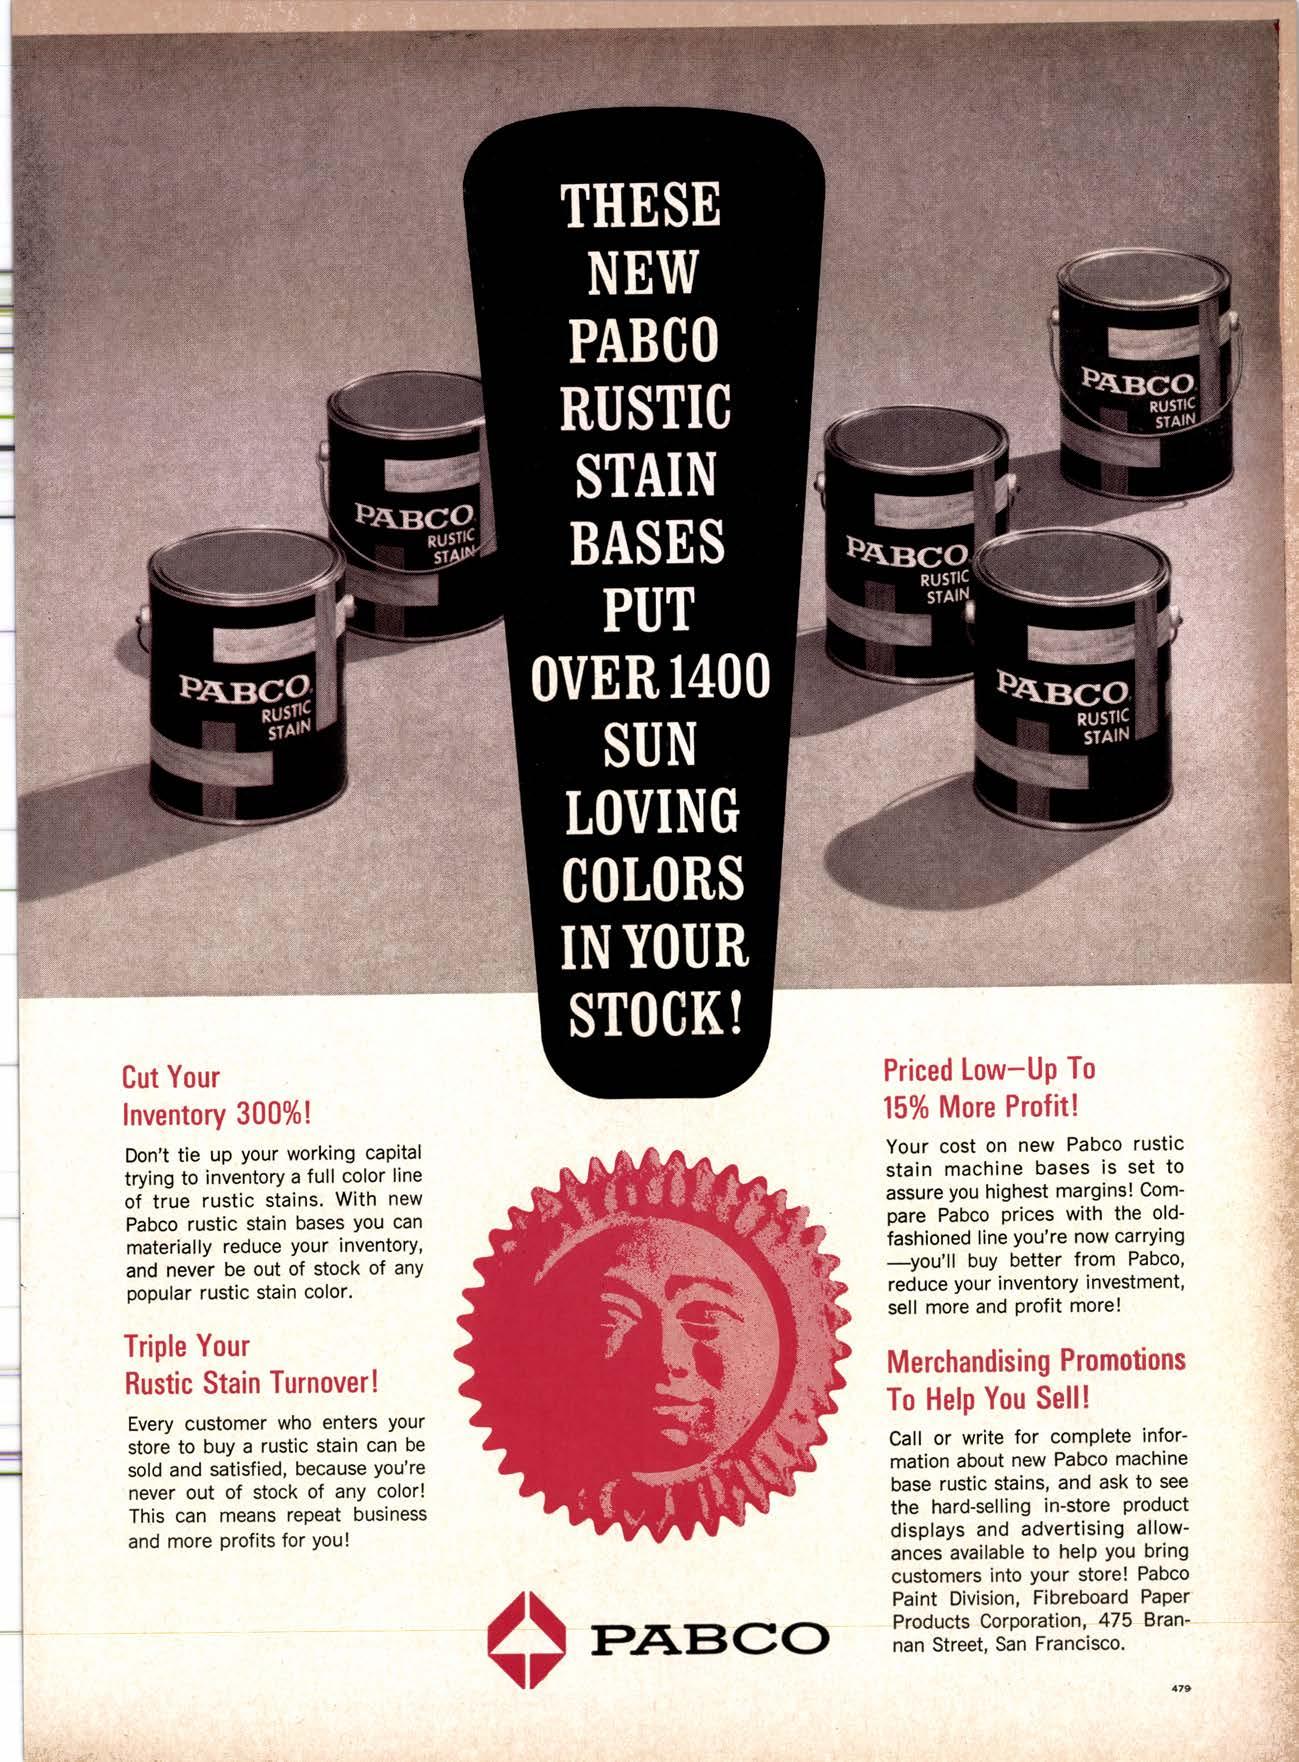 THESE
NEW
PABCO
RUSTIC
STAIN
BASES
PUT
OVER 1400
SUN
LOVING
COLORS
IN YOUR
STOCK!
PABCO
RUSTIC
STAIN
PABCO
RUSTIC
STAIN
PABCO
RUSTIC
STAIN
PABCO
RUSTIC
STAIN
PABCO
RUSTIC
STAIN
Cut Your
Inventory 300%!
Don't tie up your working capital
trying to inventory a full color line
of true rustic stains. With new
Pabco rustic stain bases you can
materially reduce your inventory,
and never be out of stock of any
popular rustic stain color.
Triple Your
Rustic Stain Turnover!
Every customer who enters your
store to buy a rustic stain can be
sold and satisfied, because you're
never out of stock of any color!
This can means repeat business
and more profits for you!
Priced Low—Up To
15% More Profit!
Your cost on new Pabco rustic
stain machine bases is set to
assure you highest margins! Com-
pare Pabco prices with the old-
fashioned line you're now carrying
—you'll buy better from Pabco,
reduce your inventory investment,
sell more and profit more!
Merchandising Promotions
To Help You Sell!
Call or write for complete infor-
mation about new Pabco machine
base rustic stains, and ask to see
the hard-selling in-store product
displays and advertising allow-
ances available to help you bring
customers into your store! Pabco
Paint Division, Fibreboard Paper
Products Corporation, 475 Bran-
nan Street, San Francisco.
PABCO
479